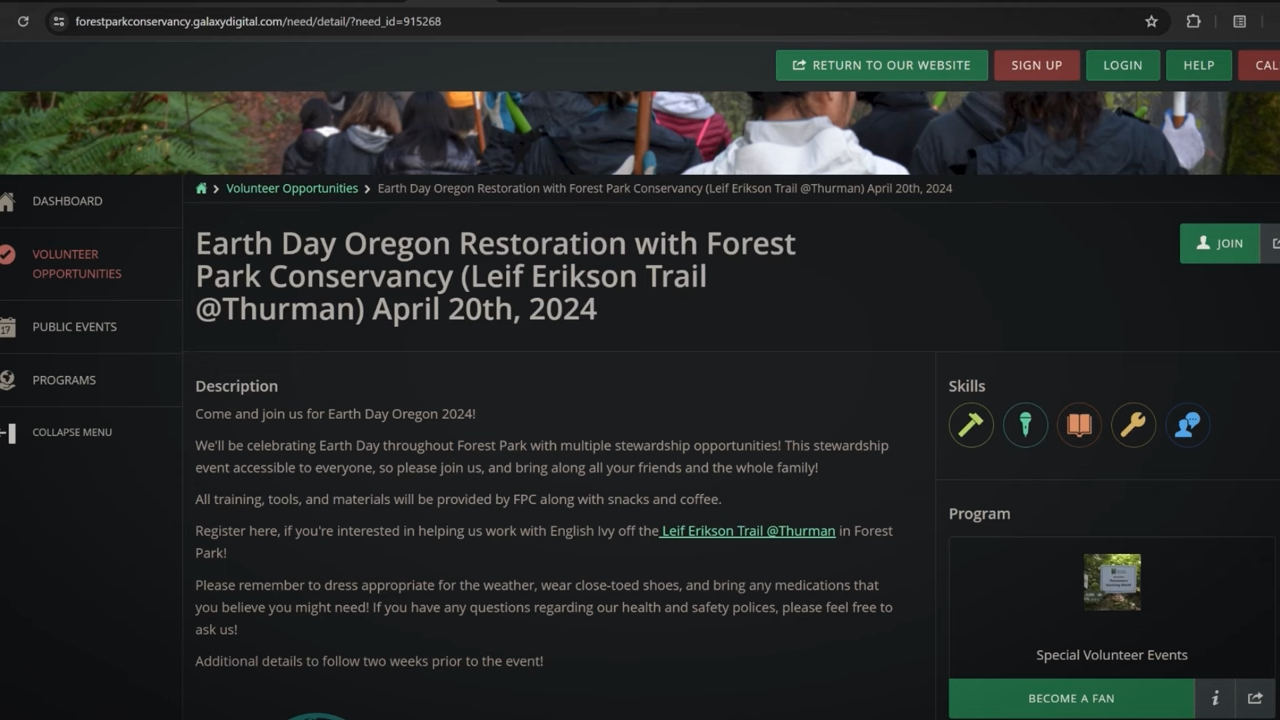 forestparkconservancy.galaxydigital.com/need/detail/?need_id=915268
RETURN TO OUR WEBSITE
SIGN UP
LOGIN
HELP
CAL
Volunteer Opportunities > Earth Day Oregon Restoration with Forest Park Conservancy (Leif Erikson Trail @Thurman) April 20th, 2024
DASHBOARD
VOLUNTEER
OPPORTUNITIES
17 PUBLIC EVENTS
PROGRAMS
COLLAPSE MENU
Earth Day Oregon Restoration with Forest
Park Conservancy (Leif Erikson Trail
@Thurman) April 20th, 2024
JOIN
Description
Come and join us for Earth Day Oregon 2024!
We'll be celebrating Earth Day throughout Forest Park with multiple stewardship opportunities! This stewardship
event accessible to everyone, so please join us, and bring along all your friends and the whole family!
All training, tools, and materials will be provided by FPC along with snacks and coffee.
Register here, if you're interested in helping us work with English Ivy off the Leif Erikson Trail @Thurman in Forest
Park!
Please remember to dress appropriate for the weather, wear close-toed shoes, and bring any medications that
you believe you might need! If you have any questions regarding our health and safety polices, please feel free to
ask us!
Additional details to follow two weeks prior to the event!
Skills
Program
Special Volunteer Events
BECOME A FAN